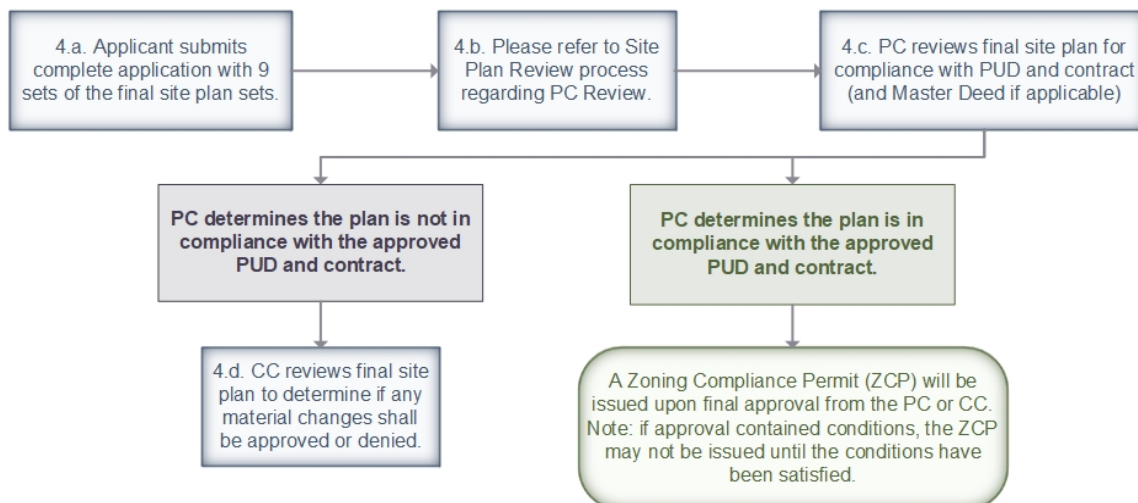 4.a. Applicant submits
complete application with 9
sets of the final site plan sets.
4.b. Please refer to Site
Plan Review process
regarding PC Review.
4.c. PC reviews final site plan for
compliance with PUD and contract
(and Master Deed if applicable)
PC determines the plan is not in
compliance with the approved
PUD and contract.
PC determines the plan is in
compliance with the approved
PUD and contract.
4.d. CC reviews final site
plan to determine if any
material changes shall
be approved or denied.
A Zoning Compliance Permit (ZCP) will be
issued upon final approval from the PC or CC.
Note: if approval contained conditions, the ZCP
may not be issued until the conditions have
been satisfied.